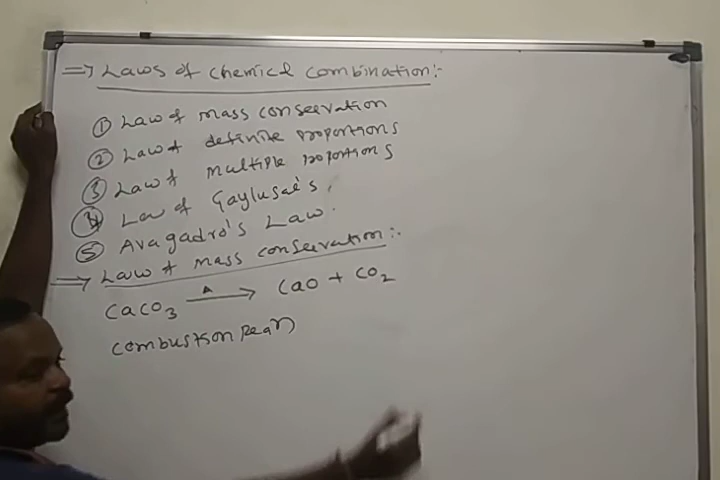 ⇒ Laws of chemical combination:-
① Law of mass conservation
② Law of definite proportions
③ Law of multiple proportions
④ Law of Gaylusac's.
⑤ Avagadro's Law.
⇒ Law of mass conservation:-
CaCO₃ —Δ→ CaO + CO₂
combustion rean